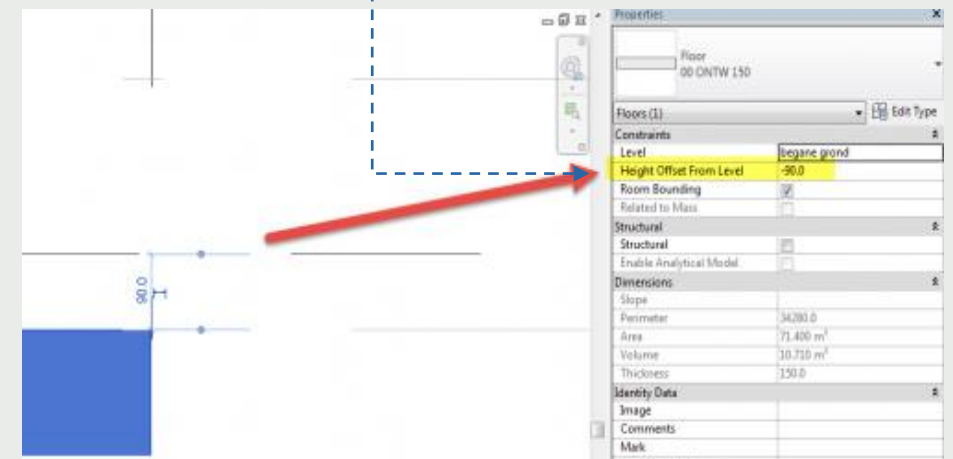 Properties
Floor
00 ONTW 150
Floors (1) Edit Type
Constraints
Level begane grond
Height Offset From Level -90.0
Room Bounding
Related to Mass
Structural
Structural
Enable Analytical Model
Dimensions
Slope
Perimeter 34280.0
Area 71.400 m²
Volume 10.710 m³
Thickness 150.0
Identity Data
Image
Comments
Mark
90.0